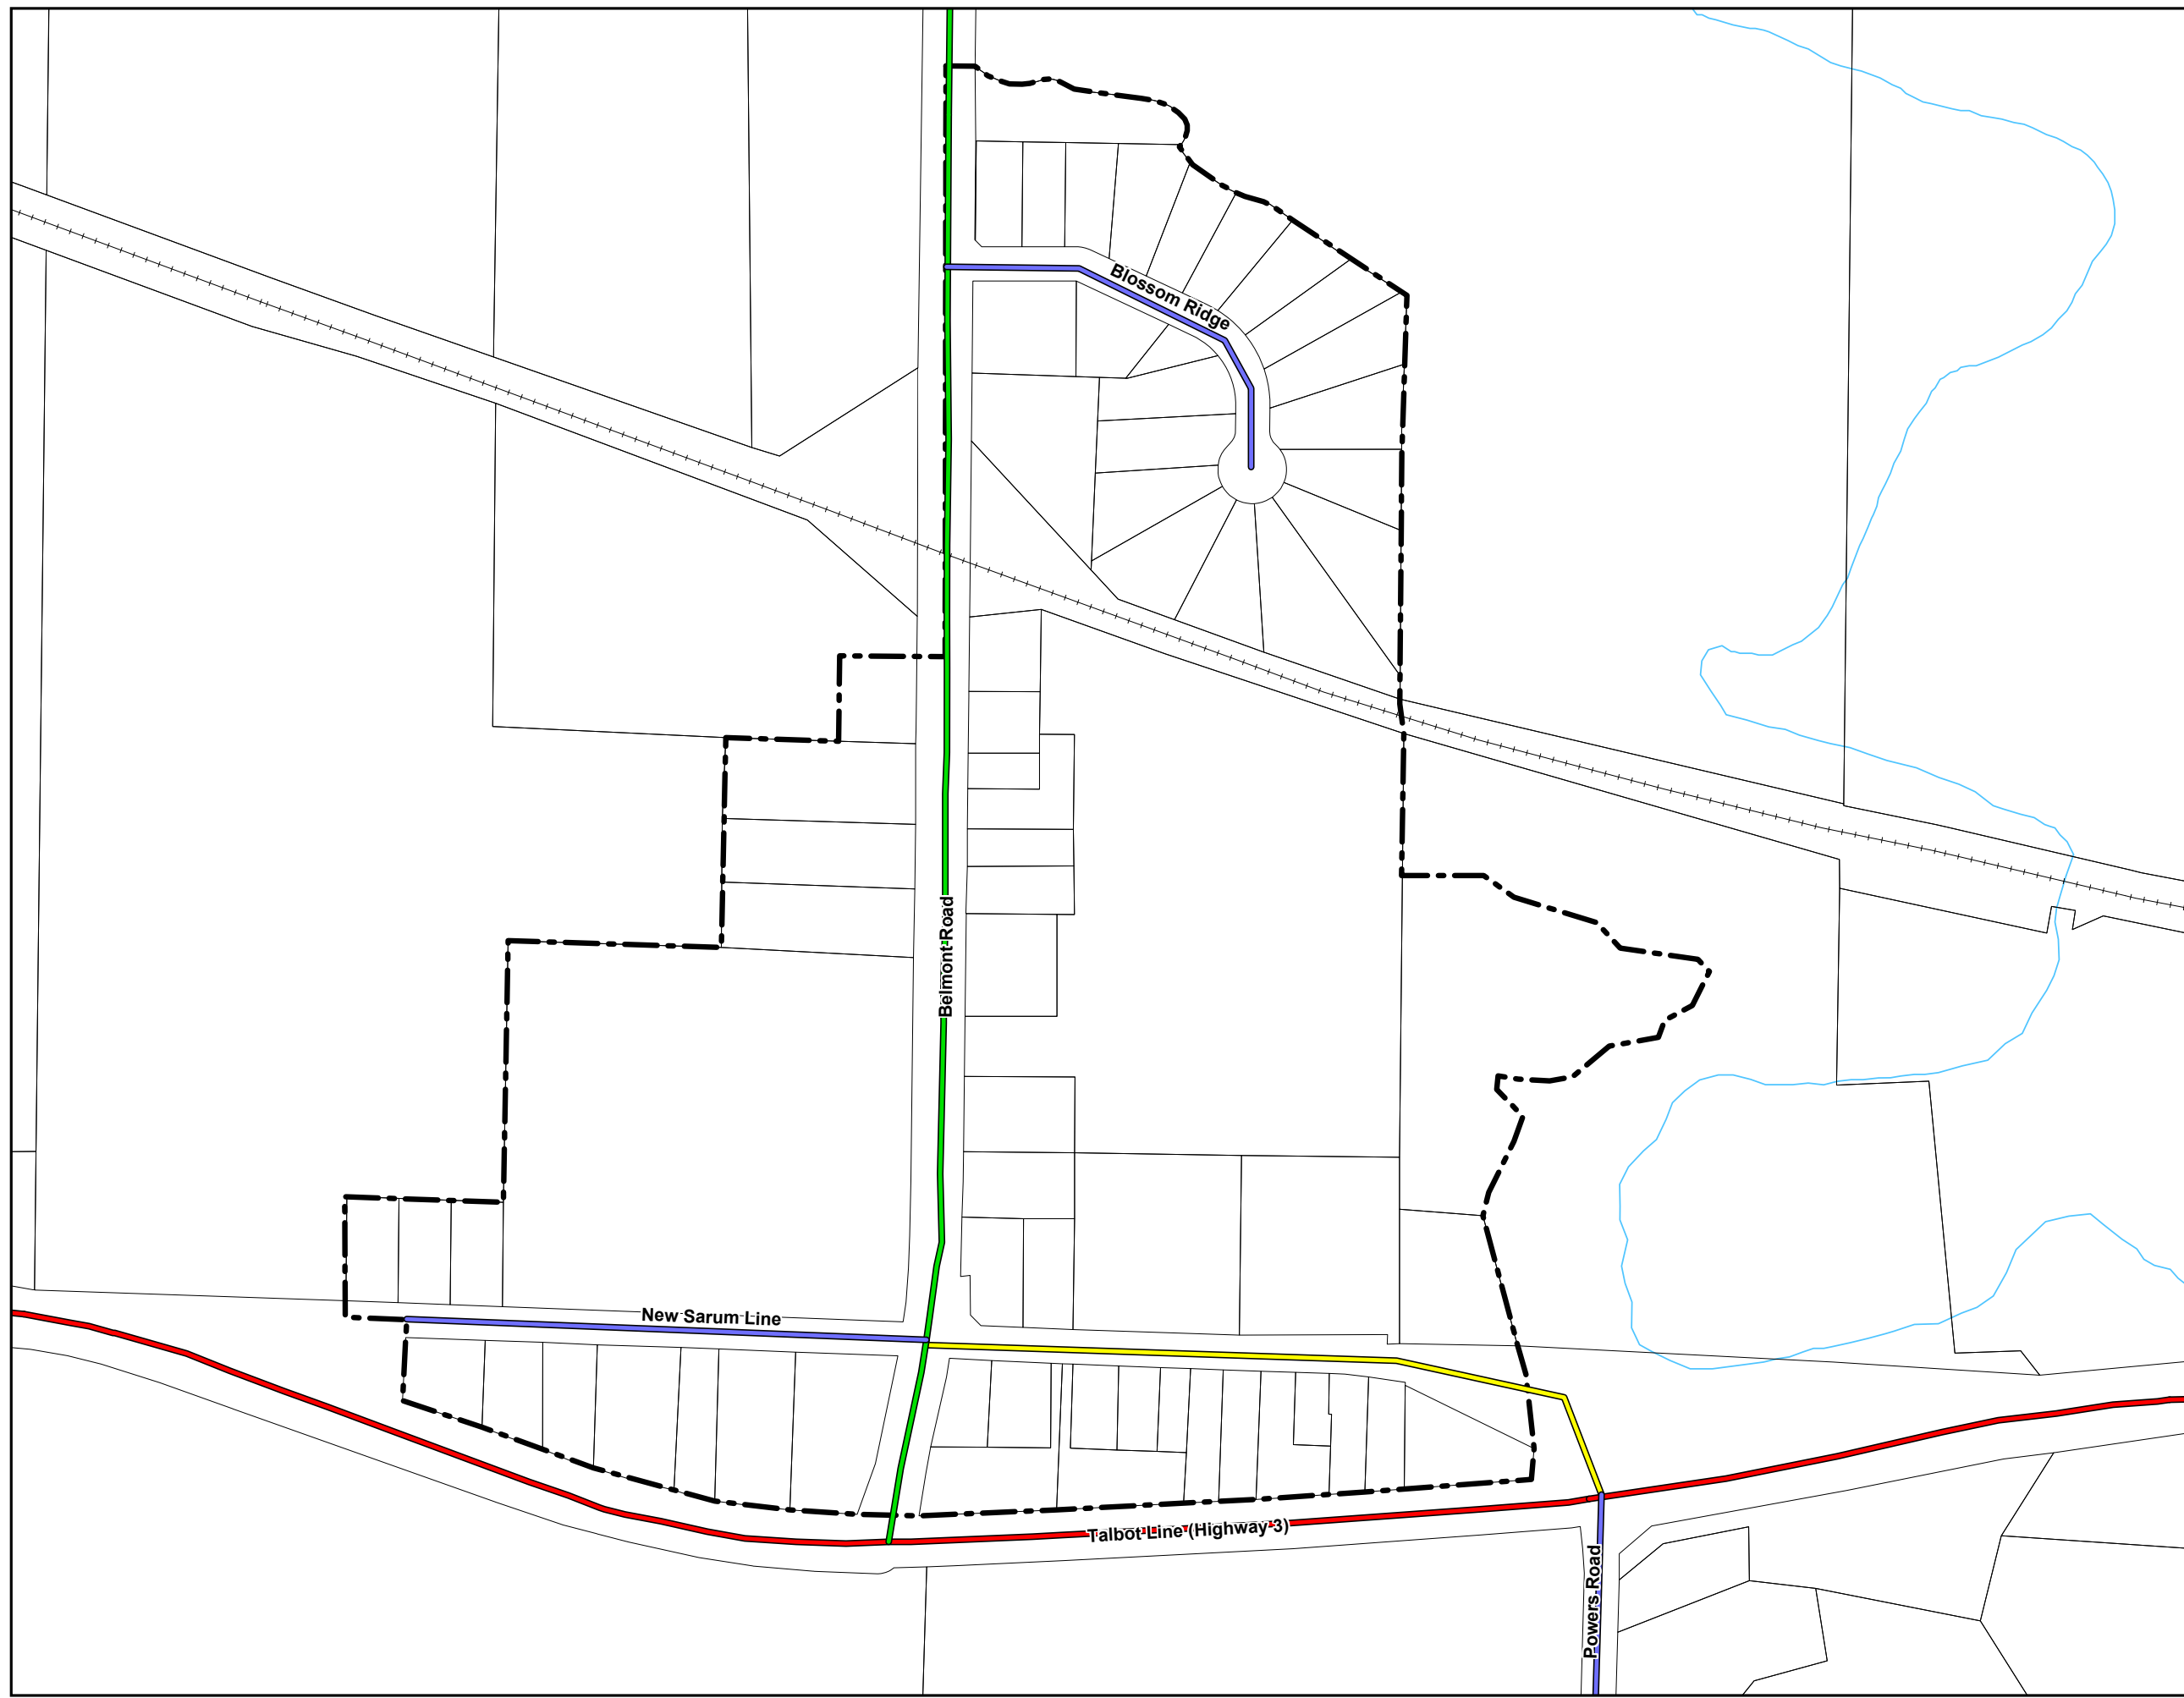 Blossom Ridge
Belmont Road
New Sarum Line
Talbot Line (Highway 3)
Powers Road